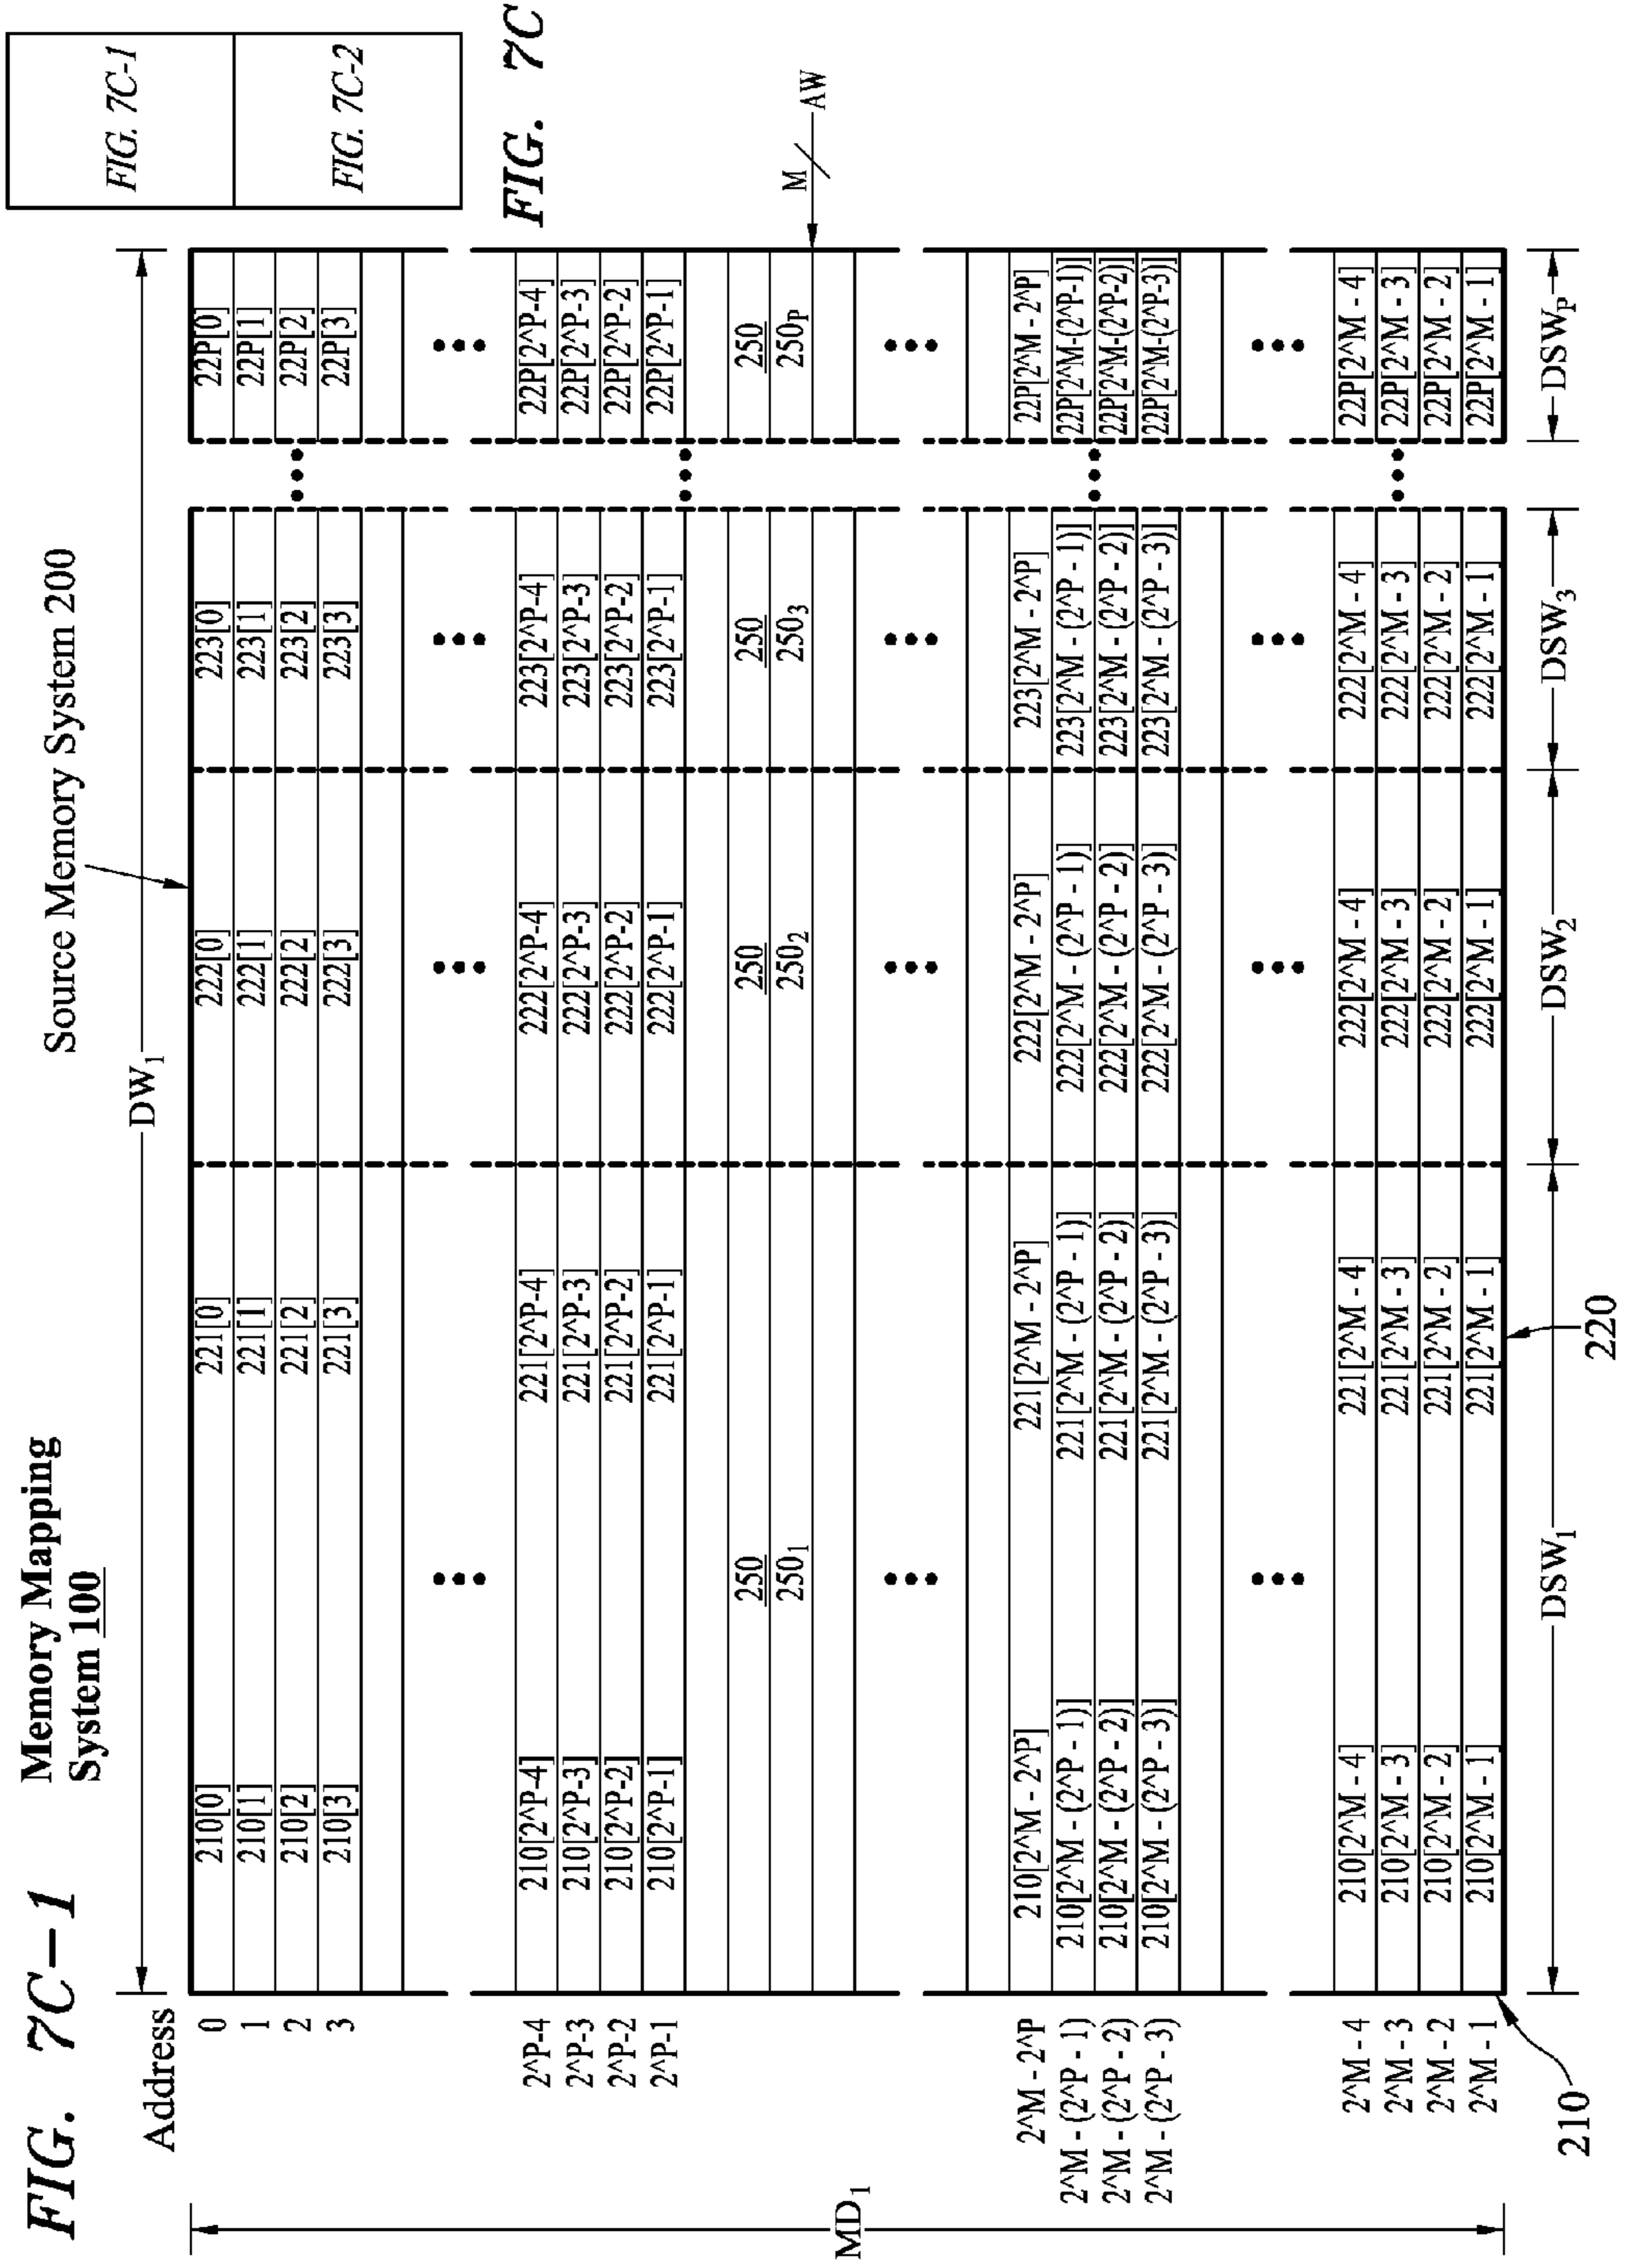 FIG. 7C-1
Memory Mapping
System 100
Source Memory System 200
FIG. 7C-1
FIG. 7C-2
FIG. 7C
DW1
Address
0 210[0] 221[0] 222[0] 223[0] 22P[0]
1 210[1] 221[1] 222[1] 223[1] 22P[1]
2 210[2] 221[2] 222[2] 223[2] 22P[2]
3 210[3] 221[3] 222[3] 223[3] 22P[3]
2^P-4 210[2^P-4] 221[2^P-4] 222[2^P-4] 223[2^P-4] 22P[2^P-4]
2^P-3 210[2^P-3] 221[2^P-3] 222[2^P-3] 223[2^P-3] 22P[2^P-3]
2^P-2 210[2^P-2] 221[2^P-2] 222[2^P-2] 223[2^P-2] 22P[2^P-2]
2^P-1 210[2^P-1] 221[2^P-1] 222[2^P-1] 223[2^P-1] 22P[2^P-1]
250 250 250 250
250₁ 250₂ 250₃ 250P
M
AW
MD1
2^M - 2^P 210[2^M - 2^P] 221[2^M - 2^P] 222[2^M - 2^P] 223[2^M - 2^P] 22P[2^M - 2^P]
2^M - (2^P - 1) 210[2^M - (2^P - 1)] 221[2^M - (2^P - 1)] 222[2^M - (2^P - 1)] 223[2^M - (2^P - 1)] 22P[2^M-(2^P-1)]
2^M - (2^P - 2) 210[2^M - (2^P - 2)] 221[2^M - (2^P - 2)] 222[2^M - (2^P - 2)] 223[2^M - (2^P - 2)] 22P[2^M-(2^P-2)]
2^M - (2^P - 3) 210[2^M - (2^P - 3)] 221[2^M - (2^P - 3)] 222[2^M - (2^P - 3)] 223[2^M - (2^P - 3)] 22P[2^M-(2^P-3)]
2^M - 4 210[2^M - 4] 221[2^M - 4] 222[2^M - 4] 222[2^M - 4] 22P[2^M - 4]
2^M - 3 210[2^M - 3] 221[2^M - 3] 222[2^M - 3] 222[2^M - 3] 22P[2^M - 3]
2^M - 2 210[2^M - 2] 221[2^M - 2] 222[2^M - 2] 222[2^M - 2] 22P[2^M - 2]
2^M - 1 210[2^M - 1] 221[2^M - 1] 222[2^M - 1] 222[2^M - 1] 22P[2^M - 1]
DSW1 DSW2 DSW3 DSWP
210
220